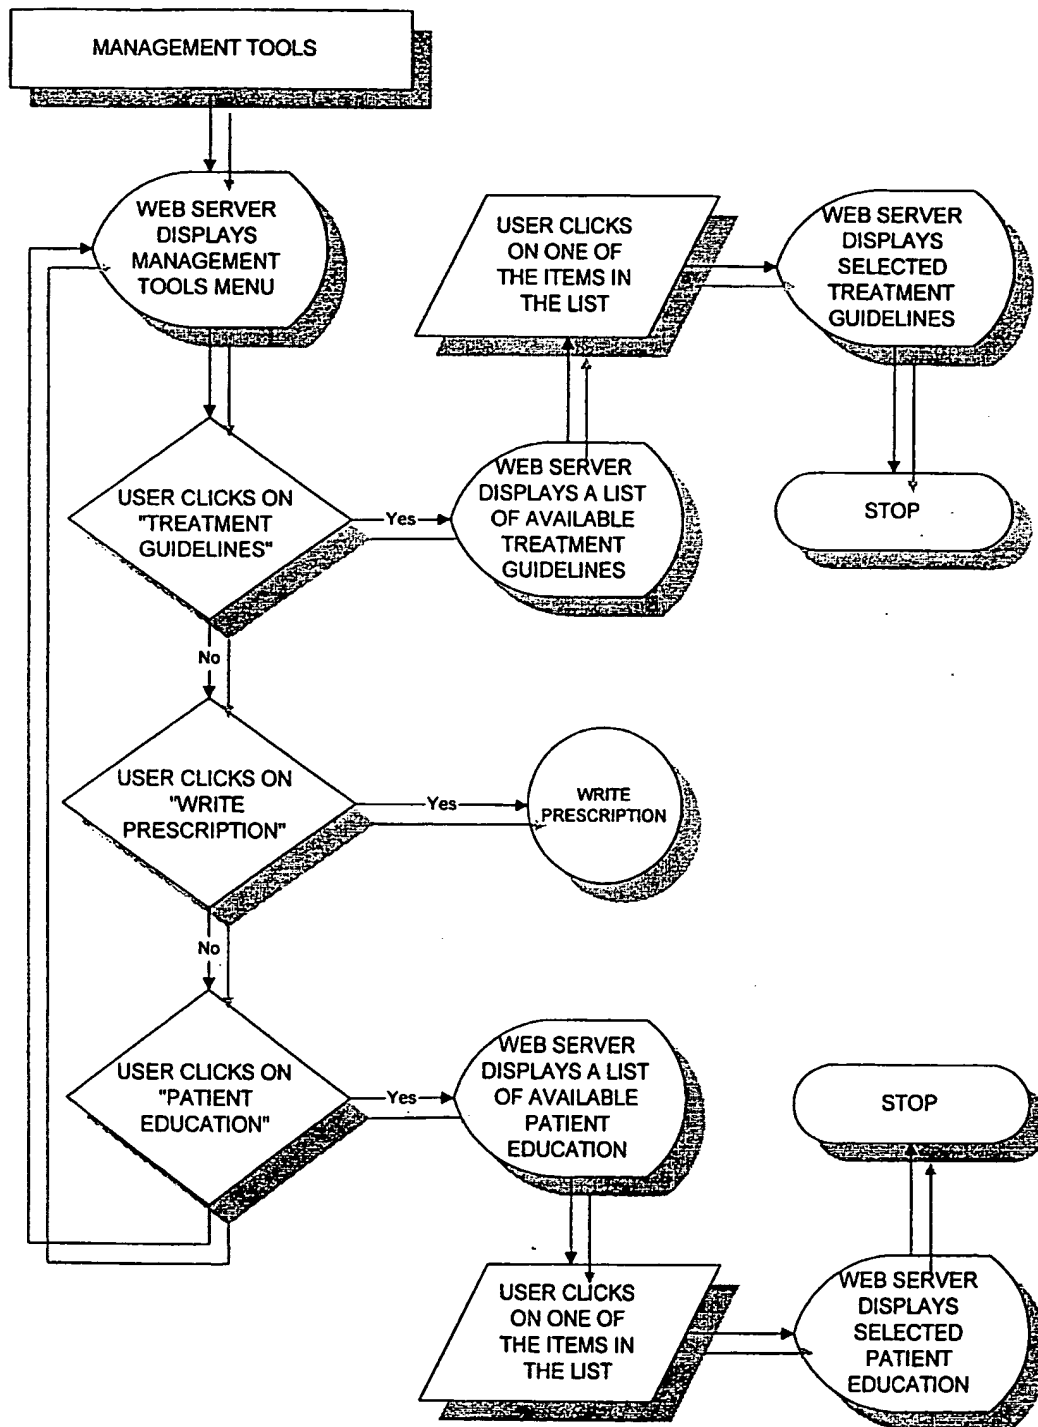 MANAGEMENT TOOLS
WEB SERVER
DISPLAYS
MANAGEMENT
TOOLS MENU
USER CLICKS
ON ONE OF
THE ITEMS IN
THE LIST
WEB SERVER
DISPLAYS
SELECTED
TREATMENT
GUIDELINES
USER CLICKS ON
"TREATMENT
GUIDELINES"
Yes
WEB SERVER
DISPLAYS A LIST
OF AVAILABLE
TREATMENT
GUIDELINES
STOP
No
USER CLICKS ON
"WRITE
PRESCRIPTION"
Yes
WRITE
PRESCRIPTION
No
USER CLICKS ON
"PATIENT
EDUCATION"
Yes
WEB SERVER
DISPLAYS A LIST
OF AVAILABLE
PATIENT
EDUCATION
STOP
USER CLICKS
ON ONE OF
THE ITEMS IN
THE LIST
WEB SERVER
DISPLAYS
SELECTED
PATIENT
EDUCATION